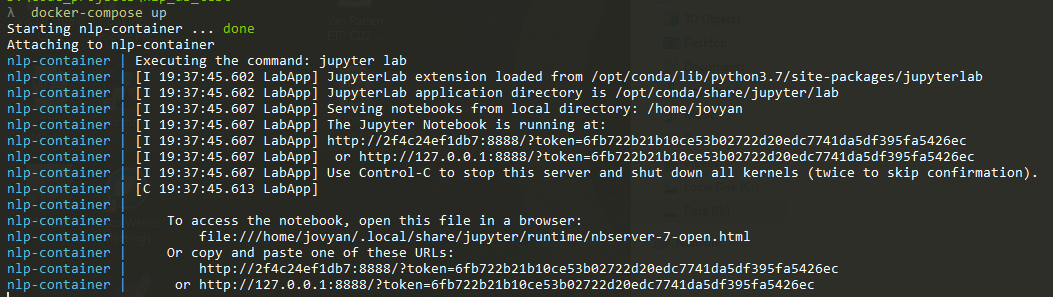 λ docker-compose up
Starting nlp-container ... done
Attaching to nlp-container
nlp-container | Executing the command: jupyter lab
nlp-container | [I 19:37:45.602 LabApp] JupyterLab extension loaded from /opt/conda/lib/python3.7/site-packages/jupyterlab
nlp-container | [I 19:37:45.602 LabApp] JupyterLab application directory is /opt/conda/share/jupyter/lab
nlp-container | [I 19:37:45.607 LabApp] Serving notebooks from local directory: /home/jovyan
nlp-container | [I 19:37:45.607 LabApp] The Jupyter Notebook is running at:
nlp-container | [I 19:37:45.607 LabApp] http://2f4c24ef1db7:8888/?token=6fb722b21b10ce53b02722d20edc7741da5df395fa5426ec
nlp-container | [I 19:37:45.607 LabApp]  or http://127.0.0.1:8888/?token=6fb722b21b10ce53b02722d20edc7741da5df395fa5426ec
nlp-container | [I 19:37:45.607 LabApp] Use Control-C to stop this server and shut down all kernels (twice to skip confirmation).
nlp-container | [C 19:37:45.613 LabApp]
nlp-container |
nlp-container |     To access the notebook, open this file in a browser:
nlp-container |         file:///home/jovyan/.local/share/jupyter/runtime/nbserver-7-open.html
nlp-container |     Or copy and paste one of these URLs:
nlp-container |         http://2f4c24ef1db7:8888/?token=6fb722b21b10ce53b02722d20edc7741da5df395fa5426ec
nlp-container |      or http://127.0.0.1:8888/?token=6fb722b21b10ce53b02722d20edc7741da5df395fa5426ec
3D Objects
Desktop